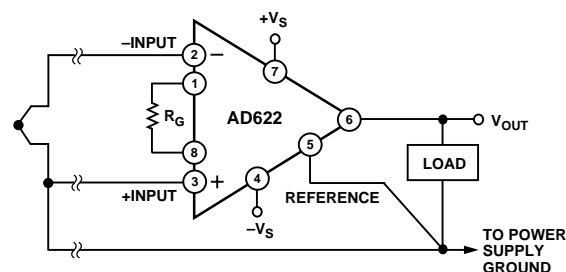 +VS
–INPUT
2
–
7
1
RG
AD622
6
VOUT
5
8
LOAD
3
+
4
+INPUT
REFERENCE
–VS
TO POWER
SUPPLY
GROUND